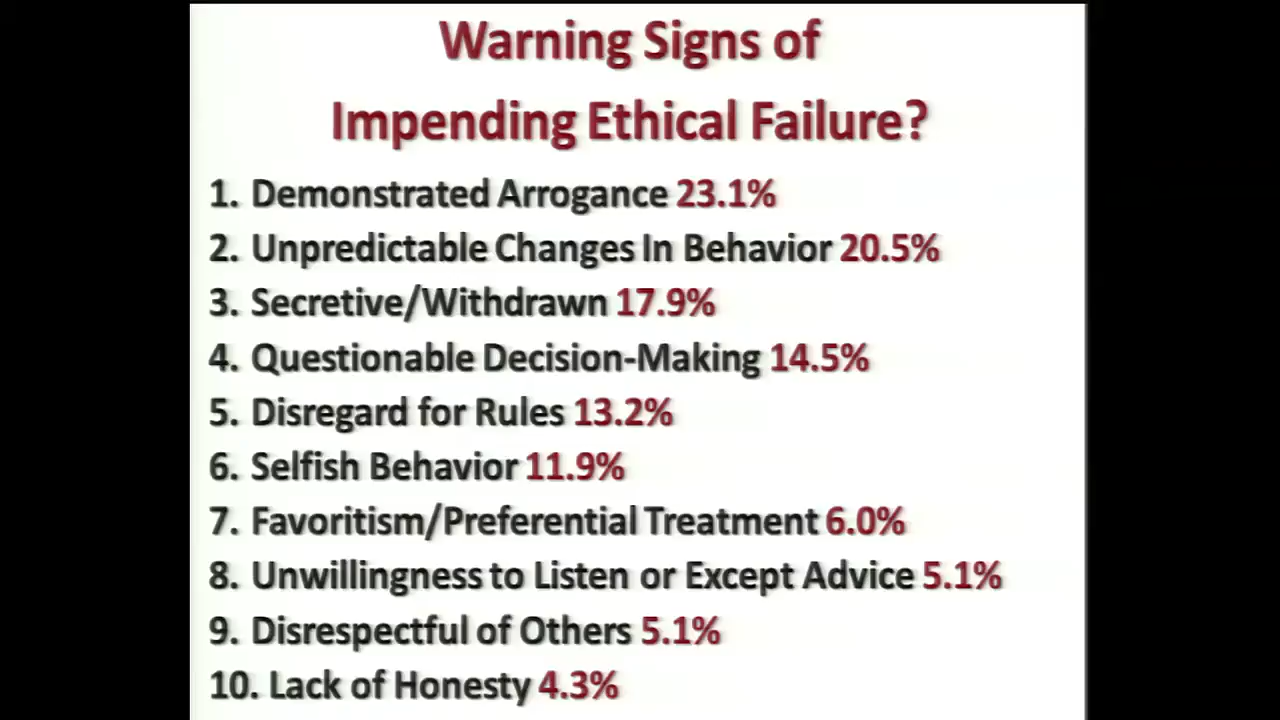 Warning Signs of
Impending Ethical Failure?
1. Demonstrated Arrogance 23.1%
2. Unpredictable Changes In Behavior 20.5%
3. Secretive/Withdrawn 17.9%
4. Questionable Decision-Making 14.5%
5. Disregard for Rules 13.2%
6. Selfish Behavior 11.9%
7. Favoritism/Preferential Treatment 6.0%
8. Unwillingness to Listen or Except Advice 5.1%
9. Disrespectful of Others 5.1%
10. Lack of Honesty 4.3%